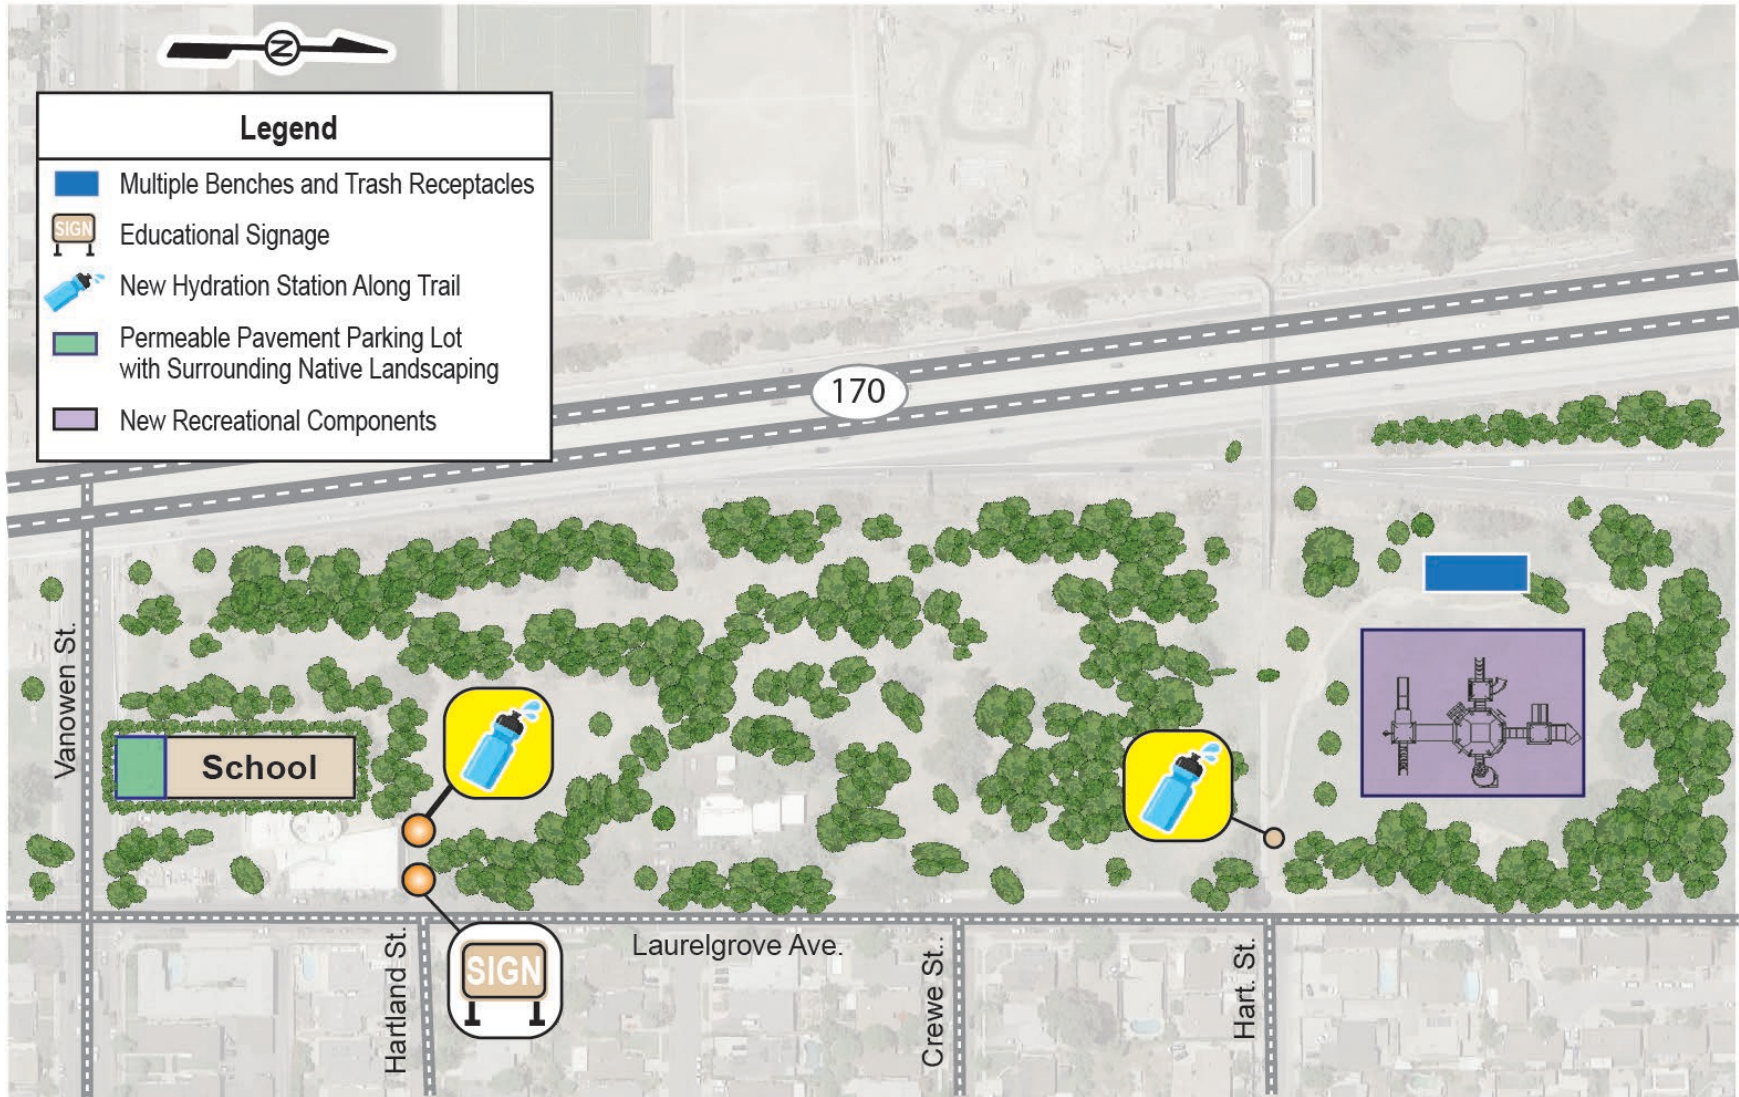 N
Legend
Multiple Benches and Trash Receptacles
SIGN
Educational Signage
New Hydration Station Along Trail
Permeable Pavement Parking Lot
with Surrounding Native Landscaping
New Recreational Components
170
Vanowen St.
School
SIGN
Hartland St.
Laurelgrove Ave.
Crewe St..
Hart. St.